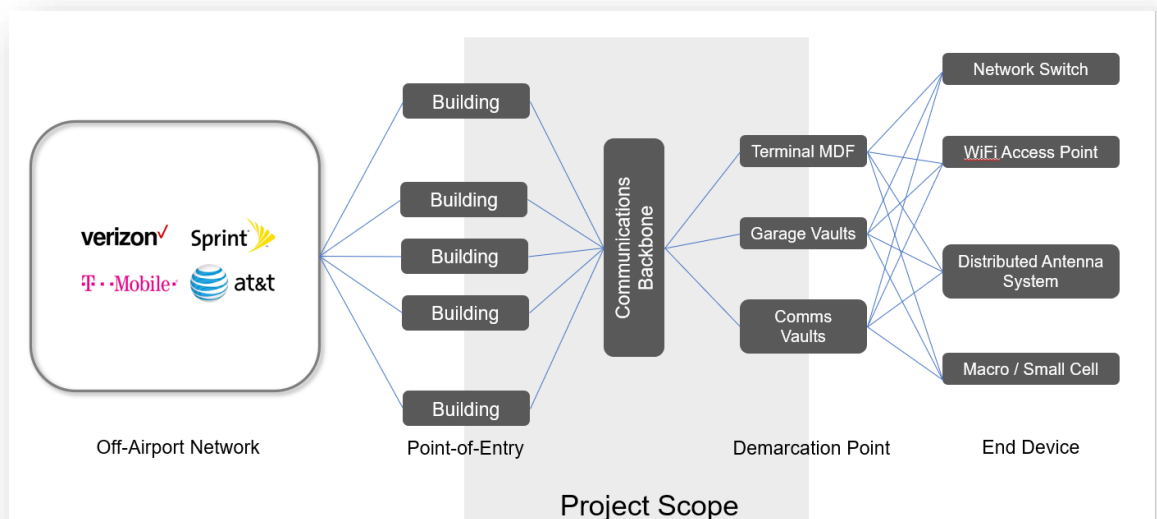 verizon✓
Sprint
T··Mobile·
at&t
Off-Airport Network
Building
Building
Building
Building
Building
Point-of-Entry
Communications
Backbone
Terminal MDF
Garage Vaults
Comms
Vaults
Demarcation Point
Network Switch
WiFi Access Point
Distributed Antenna
System
Macro / Small Cell
End Device
Project Scope